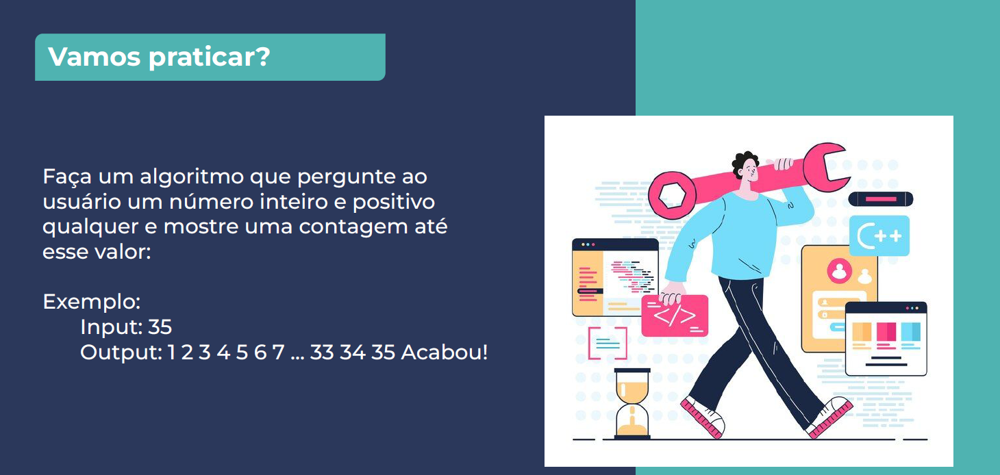 Vamos praticar?
Faça um algoritmo que pergunte ao
usuário um número inteiro e positivo
qualquer e mostre uma contagem até
esse valor:
Exemplo:
Input: 35
Output: 1 2 3 4 5 6 7 ... 33 34 35 Acabou!
C++
</>